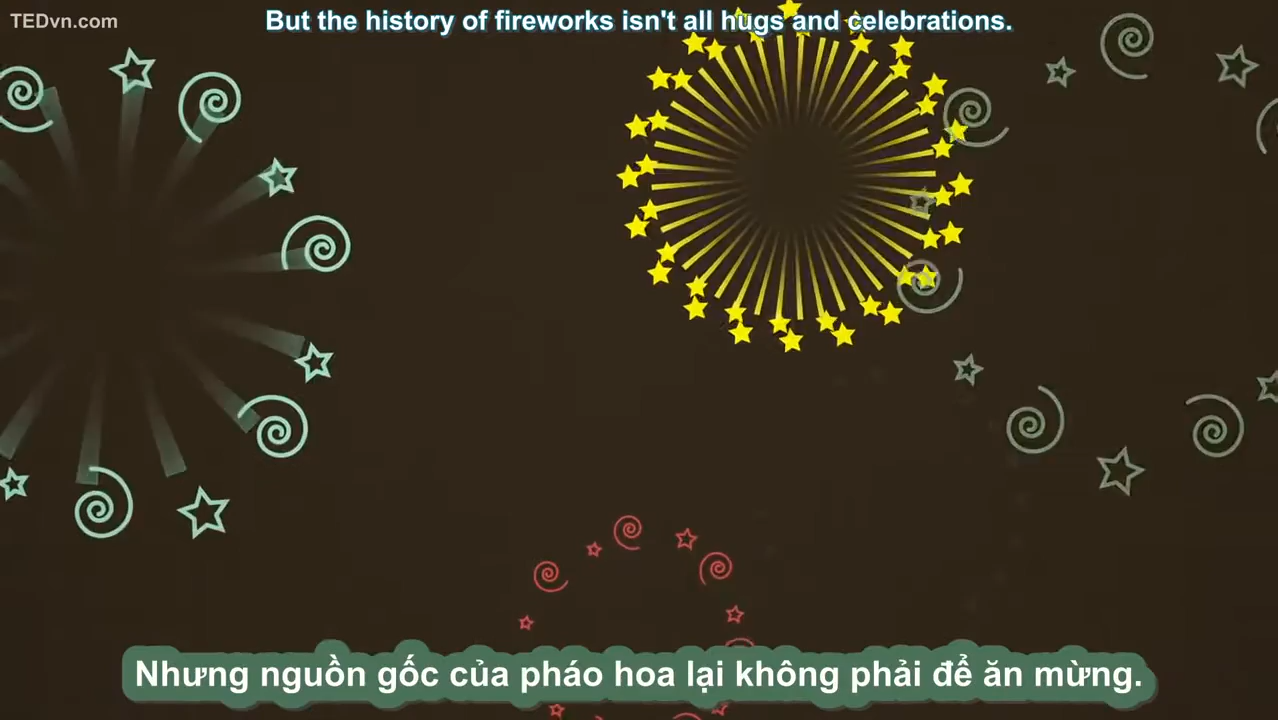 TEDvn.com
But the history of fireworks isn't all hugs and celebrations.
Nhưng nguồn gốc của pháo hoa lại không phải để ăn mừng.